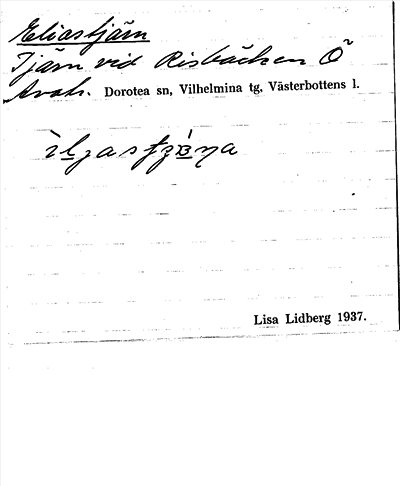 Eliastjärn
Tjärn vid Risbäcken Ö
Avah. Dorotea sn, Vilhelmina tg, Västerbottens l.
Lisa Lidberg 1937.